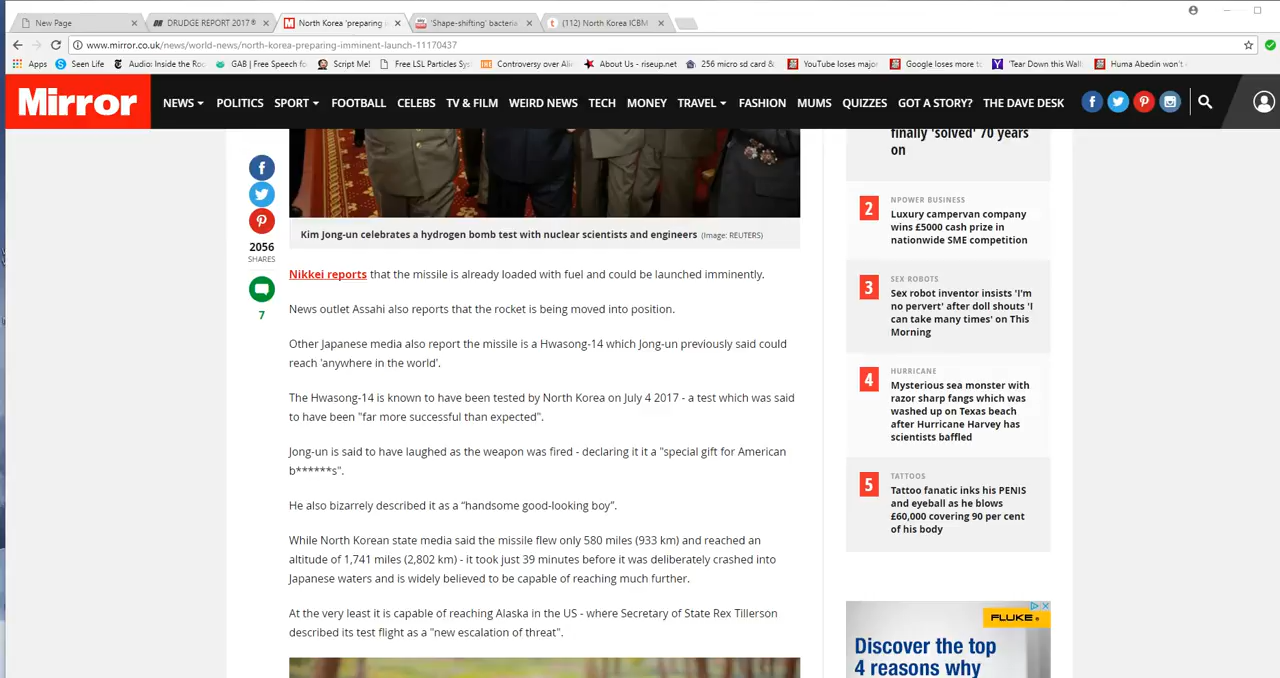 New Page
DRUDGE REPORT 2017®
North Korea 'preparing i
'Shape-shifting' bacteria
(112) North Korea ICBM
www.mirror.co.uk/news/world-news/north-korea-preparing-imminent-launch-11170437
Apps Seen Life Audio: Inside the Ro GAB | Free Speech fo Script Me! Free LSL Particles Sys Controversy over Ali About Us - riseup.net 256 micro sd card & YouTube loses major Google loses more to 'Tear Down this Wall Huma Abedin won't
Mirror
NEWS POLITICS SPORT FOOTBALL CELEBS TV & FILM WEIRD NEWS TECH MONEY TRAVEL FASHION MUMS QUIZZES GOT A STORY? THE DAVE DESK
2056
SHARES
7
Kim Jong-un celebrates a hydrogen bomb test with nuclear scientists and engineers (Image: REUTERS)
Nikkei reports that the missile is already loaded with fuel and could be launched imminently.
News outlet Assahi also reports that the rocket is being moved into position.
Other Japanese media also report the missile is a Hwasong-14 which Jong-un previously said could
reach 'anywhere in the world'.
The Hwasong-14 is known to have been tested by North Korea on July 4 2017 - a test which was said
to have been "far more successful than expected".
Jong-un is said to have laughed as the weapon was fired - declaring it it a "special gift for American
b******s".
He also bizarrely described it as a “handsome good-looking boy”.
While North Korean state media said the missile flew only 580 miles (933 km) and reached an
altitude of 1,741 miles (2,802 km) - it took just 39 minutes before it was deliberately crashed into
Japanese waters and is widely believed to be capable of reaching much further.
At the very least it is capable of reaching Alaska in the US - where Secretary of State Rex Tillerson
described its test flight as a "new escalation of threat".
finally 'solved' 70 years
on
2
NPOWER BUSINESS
Luxury campervan company
wins £5000 cash prize in
nationwide SME competition
3
SEX ROBOTS
Sex robot inventor insists 'I'm
no pervert' after doll shouts 'I
can take many times' on This
Morning
4
HURRICANE
Mysterious sea monster with
razor sharp fangs which was
washed up on Texas beach
after Hurricane Harvey has
scientists baffled
5
TATTOOS
Tattoo fanatic inks his PENIS
and eyeball as he blows
£60,000 covering 90 per cent
of his body
FLUKE
Discover the top
4 reasons why